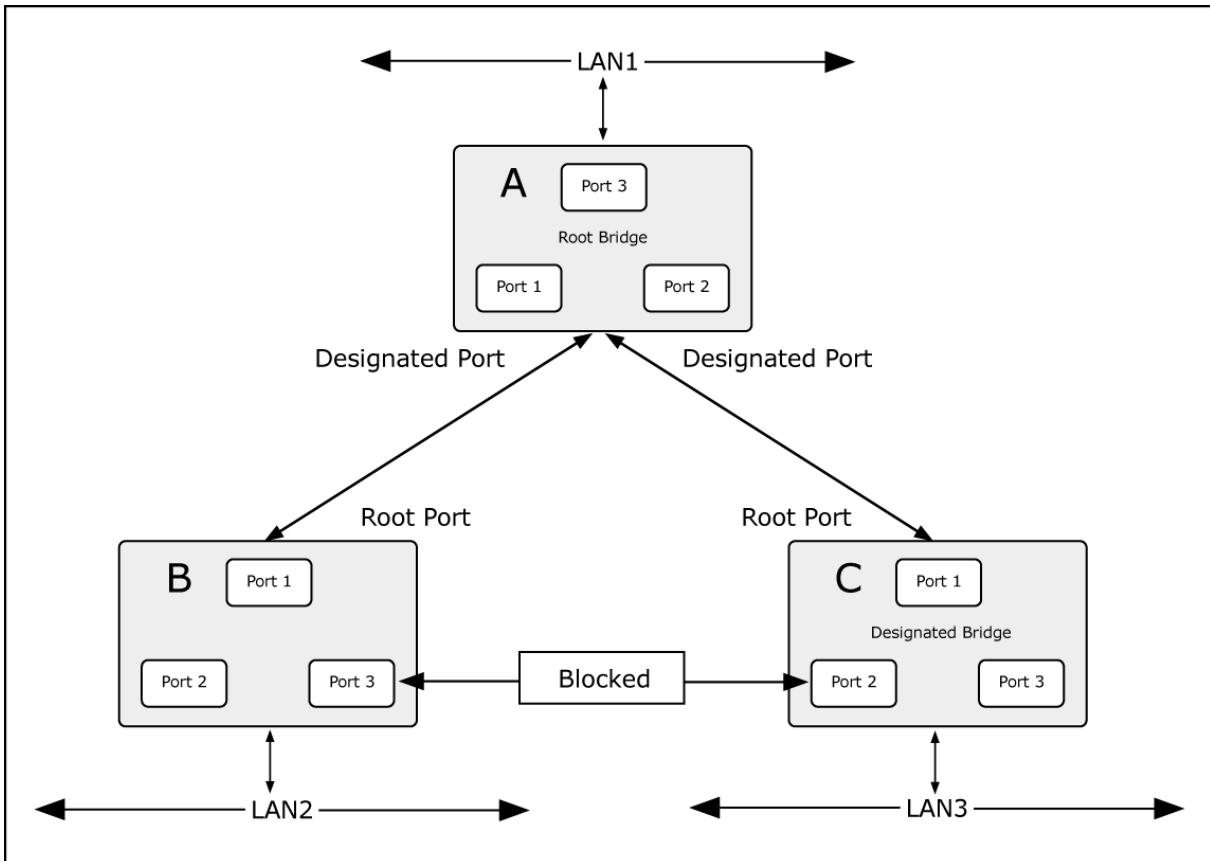 LAN1
A
Port 3
Root Bridge
Port 1
Port 2
Designated Port
Designated Port
Root Port
Root Port
B
Port 1
Port 2
Port 3
Blocked
C
Port 1
Designated Bridge
Port 2
Port 3
LAN2
LAN3